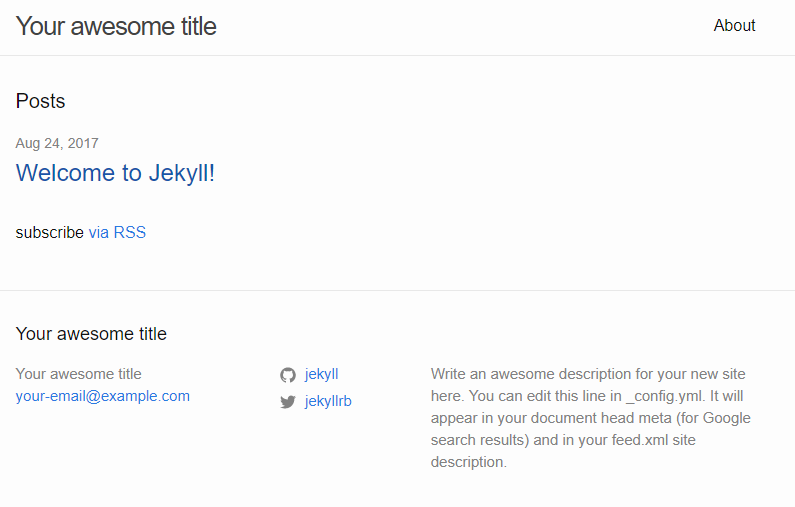 Your awesome title
About
Posts
Aug 24, 2017
Welcome to Jekyll!
subscribe via RSS
Your awesome title
Your awesome title
your-email@example.com
jekyll
jekyllrb
Write an awesome description for your new site
here. You can edit this line in _config.yml. It will
appear in your document head meta (for Google
search results) and in your feed.xml site
description.